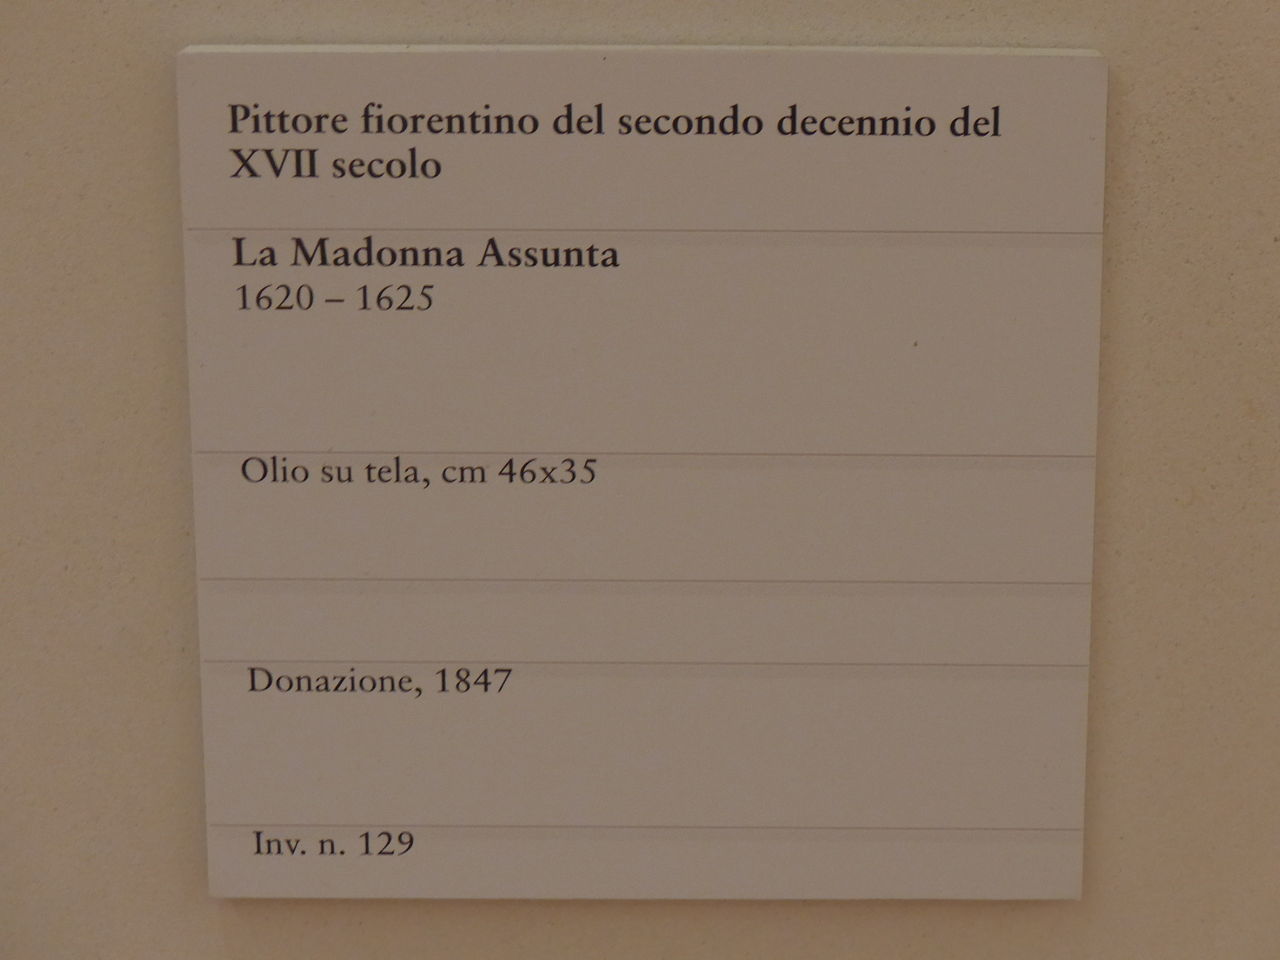 Pittore fiorentino del secondo decennio del
XVII secolo
La Madonna Assunta
1620 – 1625
Olio su tela, cm 46x35
Donazione, 1847
Inv. n. 129